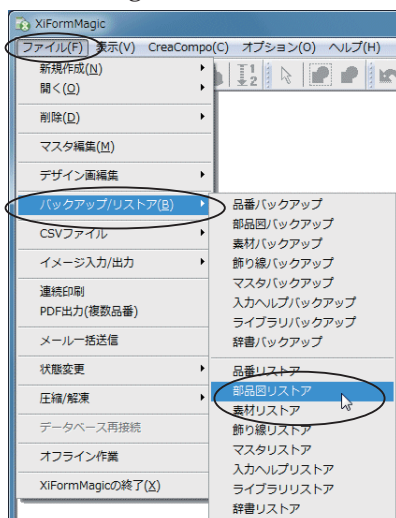 XiFormMagic
ファイル(F) 表示(V) CreaCompo(C) オプション(O) ヘルプ(H)
新規作成(N)
開く(O)
削除(D)
マスタ編集(M)
デザイン画編集
バックアップ/リストア(B)
CSVファイル
イメージ入力/出力
連続印刷
PDF出力(複数品番)
メール一括送信
状態変更
圧縮/解凍
データベース再接続
オフライン作業
XiFormMagicの終了(X)
品番バックアップ
部品図バックアップ
素材バックアップ
飾り線バックアップ
マスタバックアップ
入力ヘルプバックアップ
ライブラリバックアップ
辞書バックアップ
品番リストア
部品図リストア
素材リストア
飾り線リストア
マスタリストア
入力ヘルプリストア
ライブラリリストア
辞書リストア